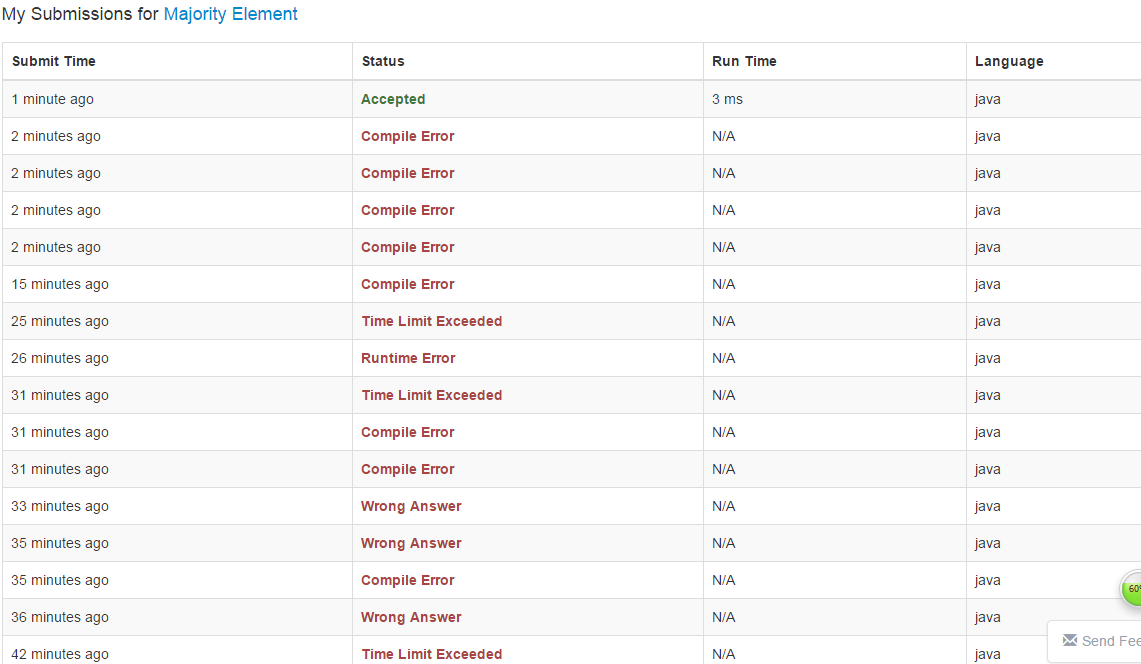 My Submissions for Majority Element
Submit Time Status Run Time Language
1 minute ago Accepted 3 ms java
2 minutes ago Compile Error N/A java
2 minutes ago Compile Error N/A java
2 minutes ago Compile Error N/A java
2 minutes ago Compile Error N/A java
15 minutes ago Compile Error N/A java
25 minutes ago Time Limit Exceeded N/A java
26 minutes ago Runtime Error N/A java
31 minutes ago Time Limit Exceeded N/A java
31 minutes ago Compile Error N/A java
31 minutes ago Compile Error N/A java
33 minutes ago Wrong Answer N/A java
35 minutes ago Wrong Answer N/A java
35 minutes ago Compile Error N/A java
60
36 minutes ago Wrong Answer N/A java
Send Fee
42 minutes ago Time Limit Exceeded N/A java